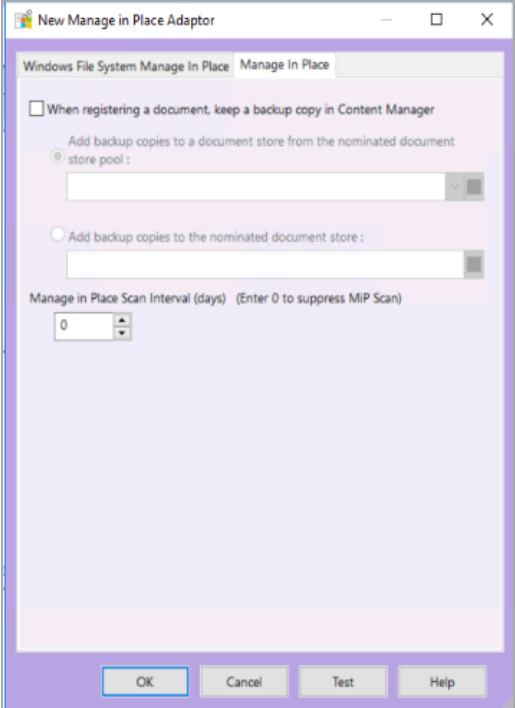 New Manage in Place Adaptor
Windows File System Manage In Place Manage In Place
When registering a document, keep a backup copy in Content Manager
Add backup copies to a document store from the nominated document
store pool :
Add backup copies to the nominated document store :
Manage in Place Scan Interval (days) (Enter 0 to suppress MiP Scan)
0
OK Cancel Test Help